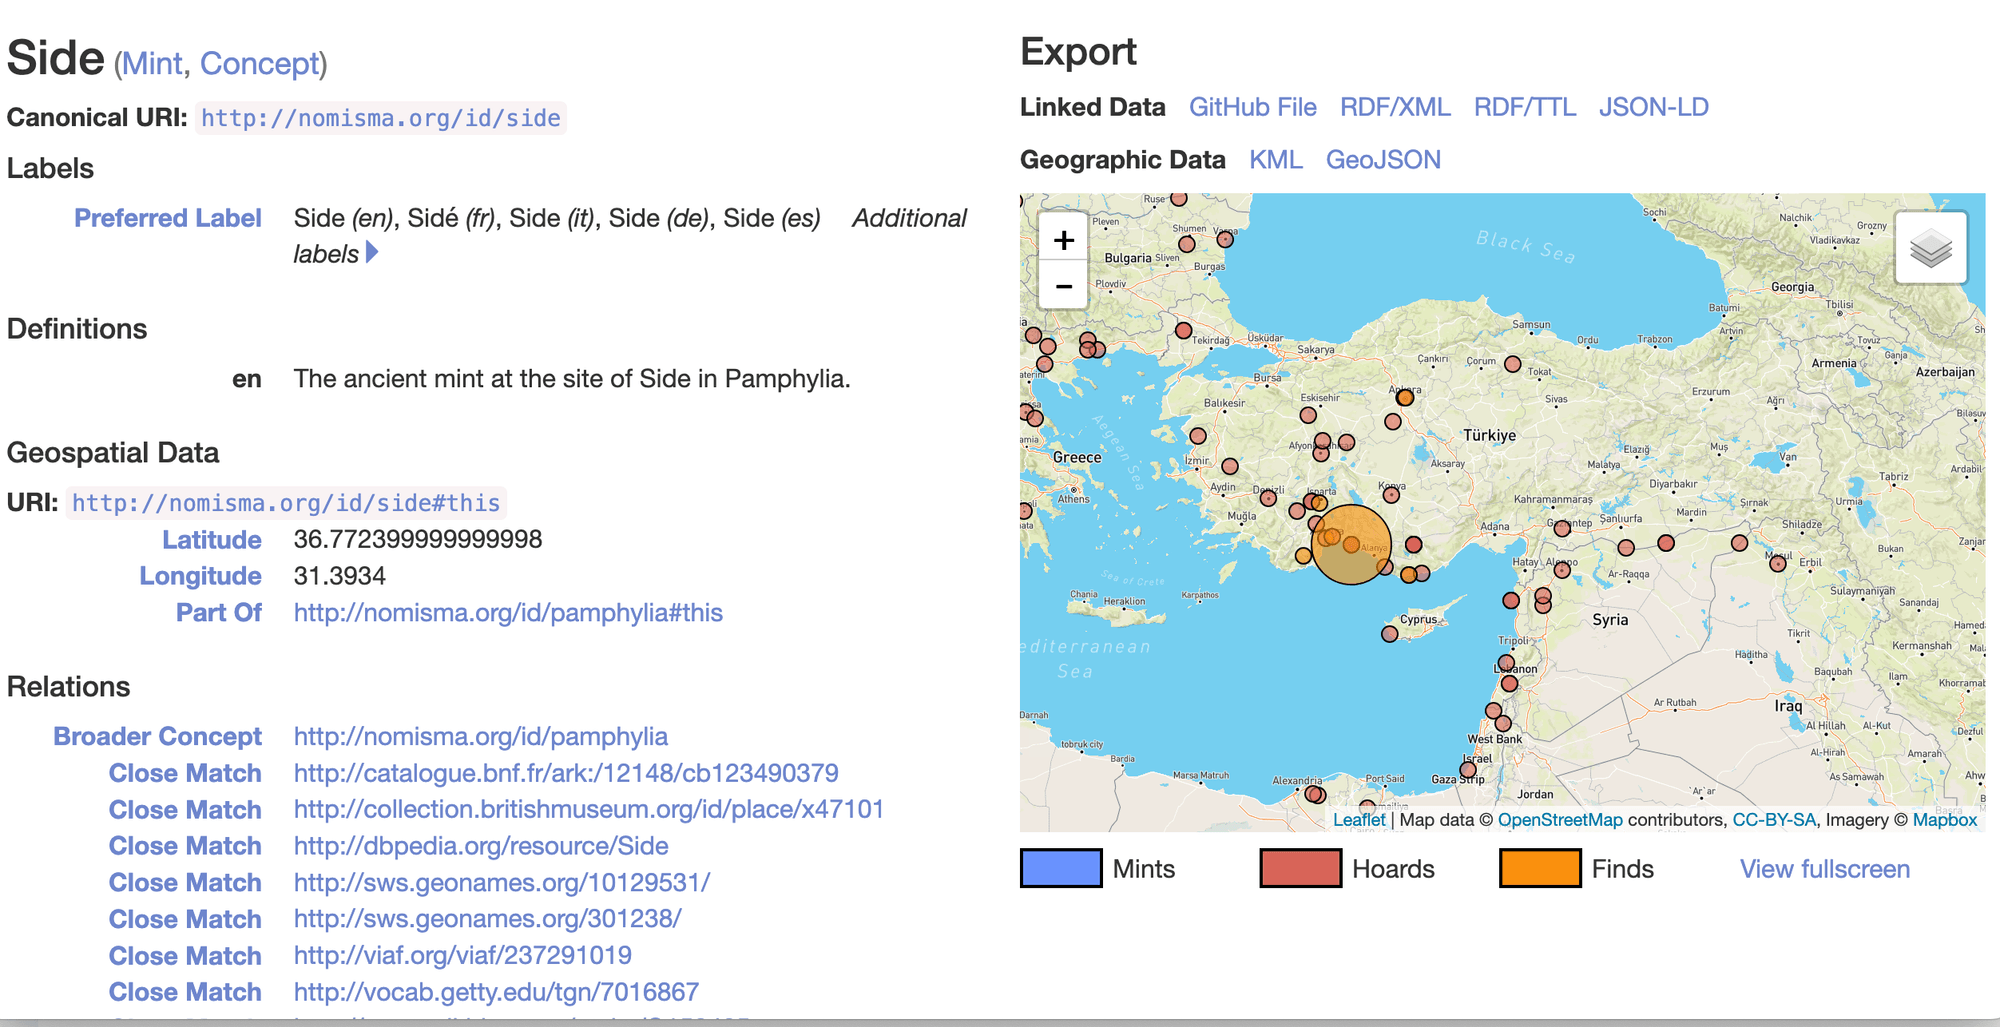 Side (Mint, Concept)
Canonical URI: http://nomisma.org/id/side
Labels
Preferred Label Side (en), Sidé (fr), Side (it), Side (de), Side (es) Additional
labels
Definitions
en The ancient mint at the site of Side in Pamphylia.
Geospatial Data
URI: http://nomisma.org/id/side#this
Latitude 36.772399999999998
Longitude 31.3934
Part Of http://nomisma.org/id/pamphylia#this
Relations
Broader Concept http://nomisma.org/id/pamphylia
Close Match http://catalogue.bnf.fr/ark:/12148/cb123490379
Close Match http://collection.britishmuseum.org/id/place/x47101
Close Match http://dbpedia.org/resource/Side
Close Match http://sws.geonames.org/10129531/
Close Match http://sws.geonames.org/301238/
Close Match http://viaf.org/viaf/237291019
Close Match http://vocab.getty.edu/tgn/7016867
Export
Linked Data GitHub File RDF/XML RDF/TTL JSON-LD
Geographic Data KML GeoJSON
+
−
Ruse
Pleven
Shumen
Varna
Bulgaria
Sliven
Burgas
Plovdiv
Black Sea
Sochi
Nalchik
Grozny
Vladikavkaz
Georgia
Batumi
Tbilisi
Artvin
Tovuz
Ganja
Armenia
Azerbaijan
Tekirdağ
Üsküdar
Sakarya
Çankırı
Çorum
Samsun
Ordu
Trabzon
Tokat
Bursa
Balıkesir
Eskisehir
Ankara
Sivas
Erzurum
Ağrı
Türkiye
Aegean Sea
Greece
Athens
İzmir
Aydin
Denizli
Isparta
Konya
Aksaray
Muğla
Alanya
Adana
Kahramanmaraş
Malatya
Elazığ
Muş
Van
Diyarbakır
Tabriz
Ardabil
Şırnak
Urmia
Mardin
Şanlıurfa
Gaziantep
Shiladze
Bukan
Zanjan
Hatay
Aleppo
Ar-Raqqa
Mosul
Erbil
Sulaymaniyah
Sanandaj
Sea of Crete
Chania
Heraklion
Karpathos
Cyprus
Syria
Tripoli
Lebanon
Tikrit
Haditha
Kermanshah
Baqubah
Ilam
editerranean
Sea
Darnah
tobruk city
Bardia
Marsa Matruh
Alexandria
Port Said
West Bank
Israel
Gaza Strip
Jordan
Ar Rutbah
Iraq
Al Hillah
Al-Kut
Dezful
Al-Hirah
Amarah
As Samawah
'Ar'ar
Leaflet | Map data © OpenStreetMap contributors, CC-BY-SA, Imagery © Mapbox
Mints Hoards Finds View fullscreen